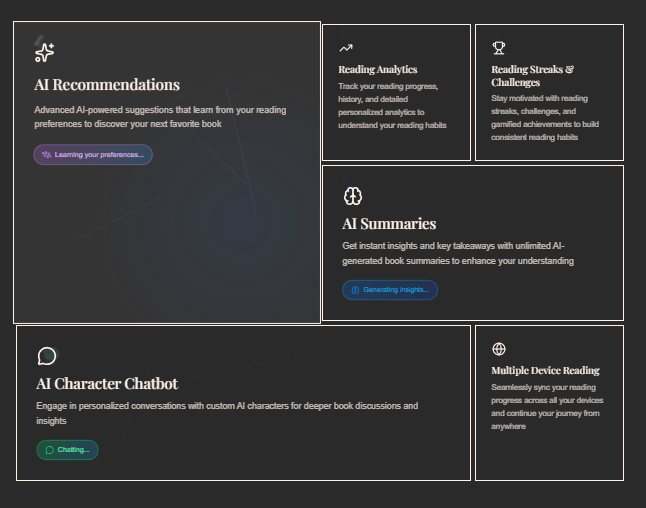 AI Recommendations
Advanced AI-powered suggestions that learn from your reading
preferences to discover your next favorite book
Learning your preferences...
Reading Analytics
Track your reading progress,
history, and detailed
personalized analytics to
understand your reading habits
Reading Streaks &
Challenges
Stay motivated with reading
streaks, challenges, and
gamified achievements to build
consistent reading habits
AI Summaries
Get instant insights and key takeaways with unlimited AI-
generated book summaries to enhance your understanding
Generating insights...
AI Character Chatbot
Engage in personalized conversations with custom AI characters for deeper book discussions and
insights
Chatting...
Multiple Device Reading
Seamlessly sync your reading
progress across all your devices
and continue your journey from
anywhere